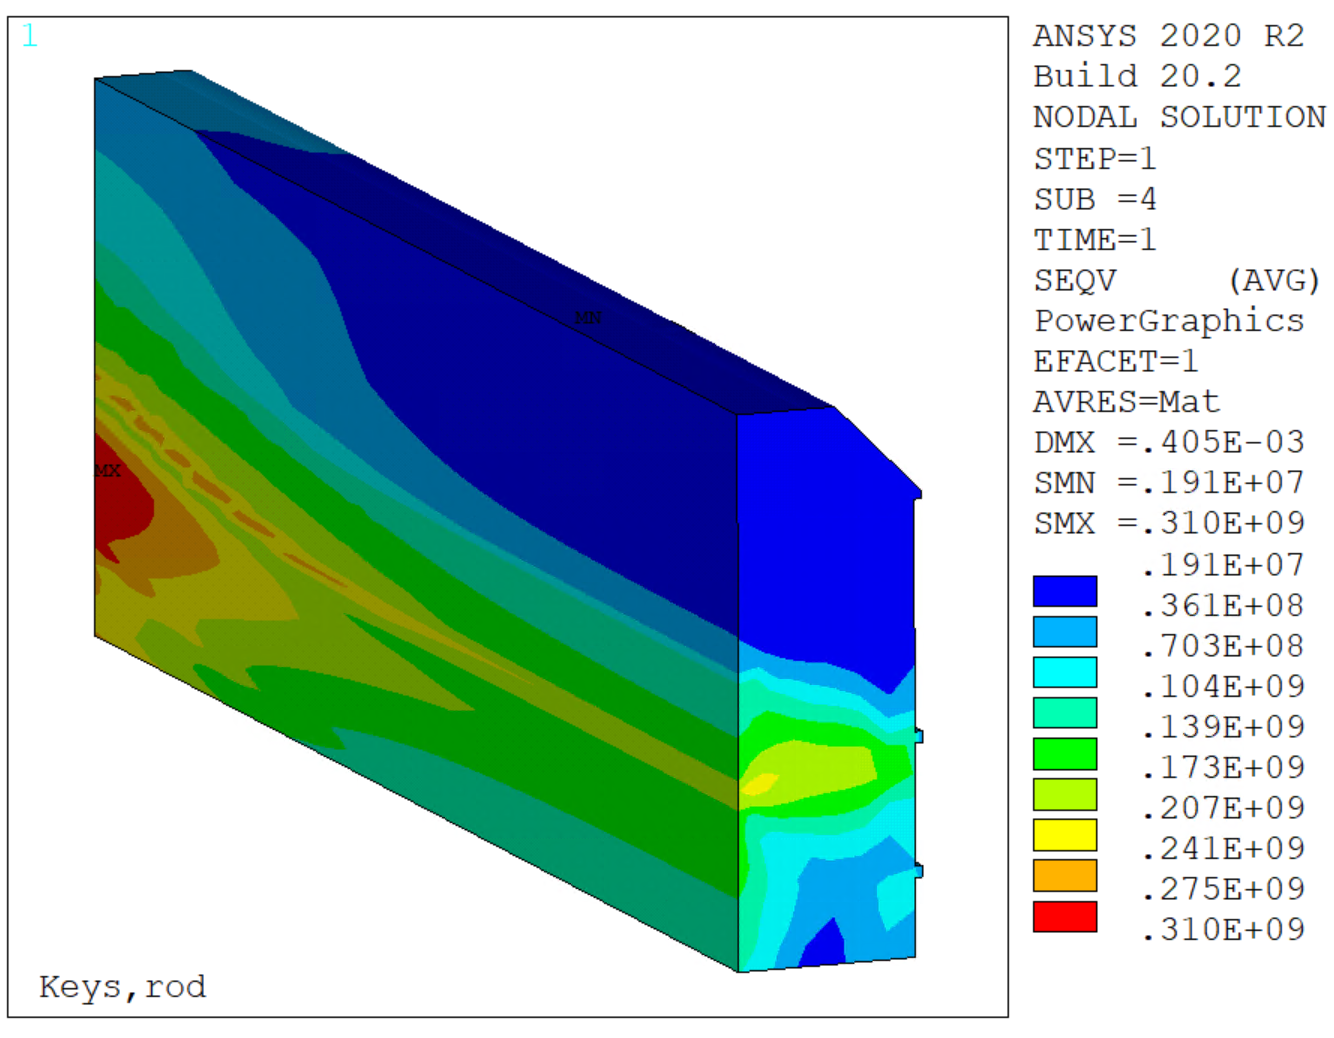 1
ANSYS 2020 R2
Build 20.2
NODAL SOLUTION
STEP=1
SUB =4
TIME=1
SEQV (AVG)
PowerGraphics
EFACET=1
AVRES=Mat
DMX =.405E-03
SMN =.191E+07
SMX =.310E+09
.191E+07
.361E+08
.703E+08
.104E+09
.139E+09
.173E+09
.207E+09
.241E+09
.275E+09
.310E+09
MN
MX
Keys,rod